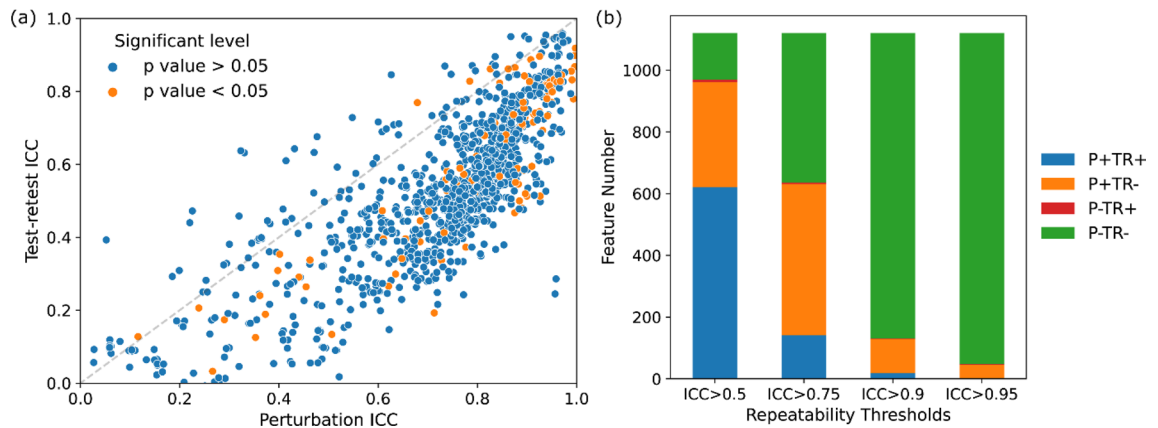 (a)
1.0
0.8
0.6
0.4
0.2
0.0
Test-retest ICC
Significant level
p value > 0.05
p value < 0.05
0.0 0.2 0.4 0.6 0.8 1.0
Perturbation ICC
(b)
1000
800
600
400
200
0
Feature Number
ICC>0.5 ICC>0.75 ICC>0.9 ICC>0.95
Repeatability Thresholds
P+TR+
P+TR-
P-TR+
P-TR-